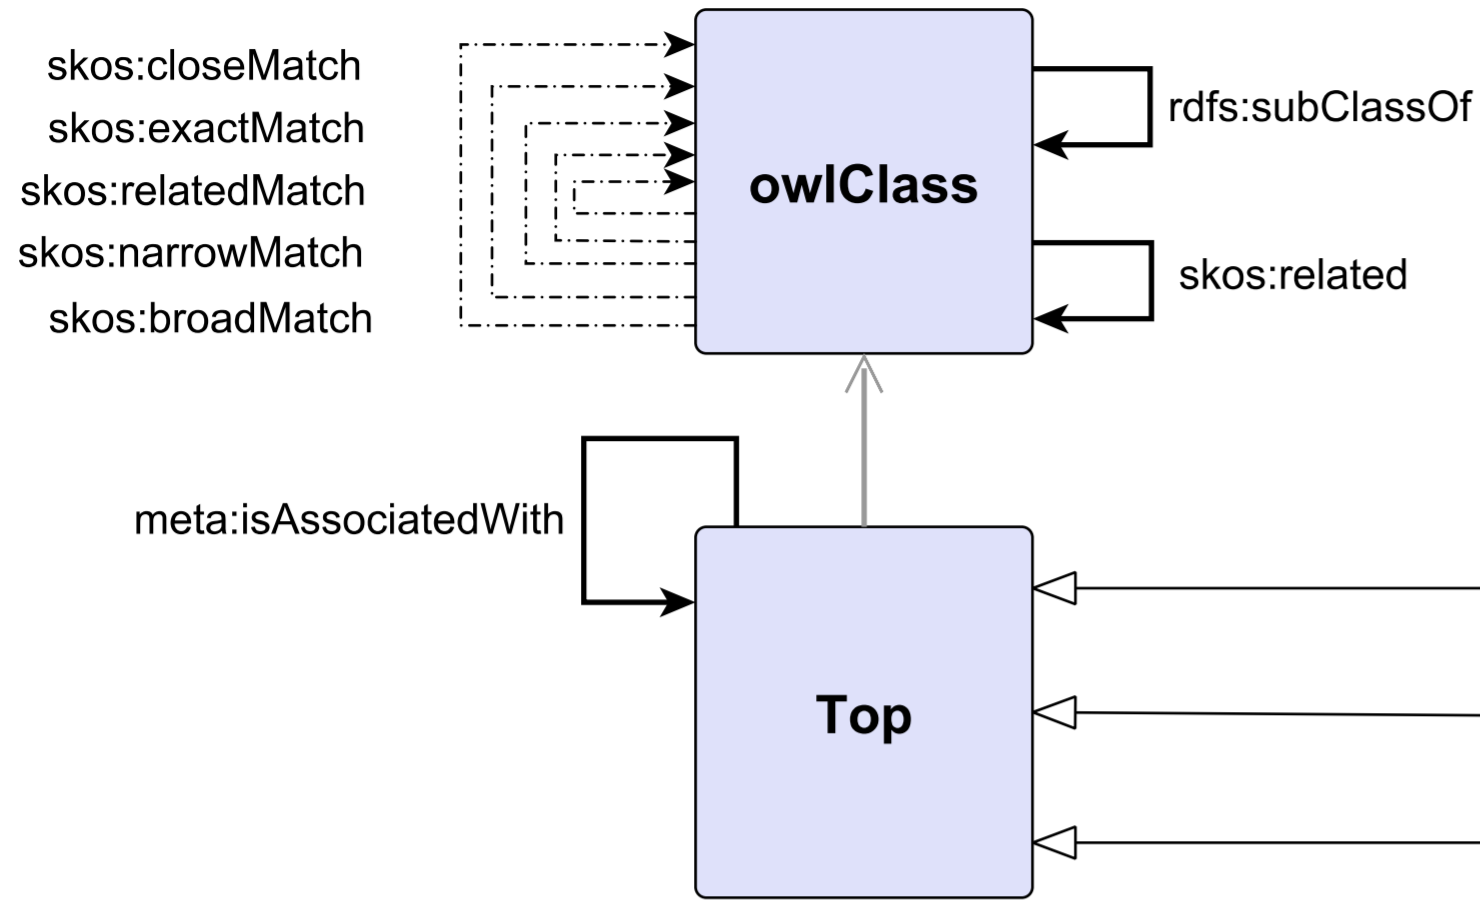 skos:closeMatch
skos:exactMatch
skos:relatedMatch
skos:narrowMatch
skos:broadMatch
owlClass
rdfs:subClassOf
skos:related
meta:isAssociatedWith
Top